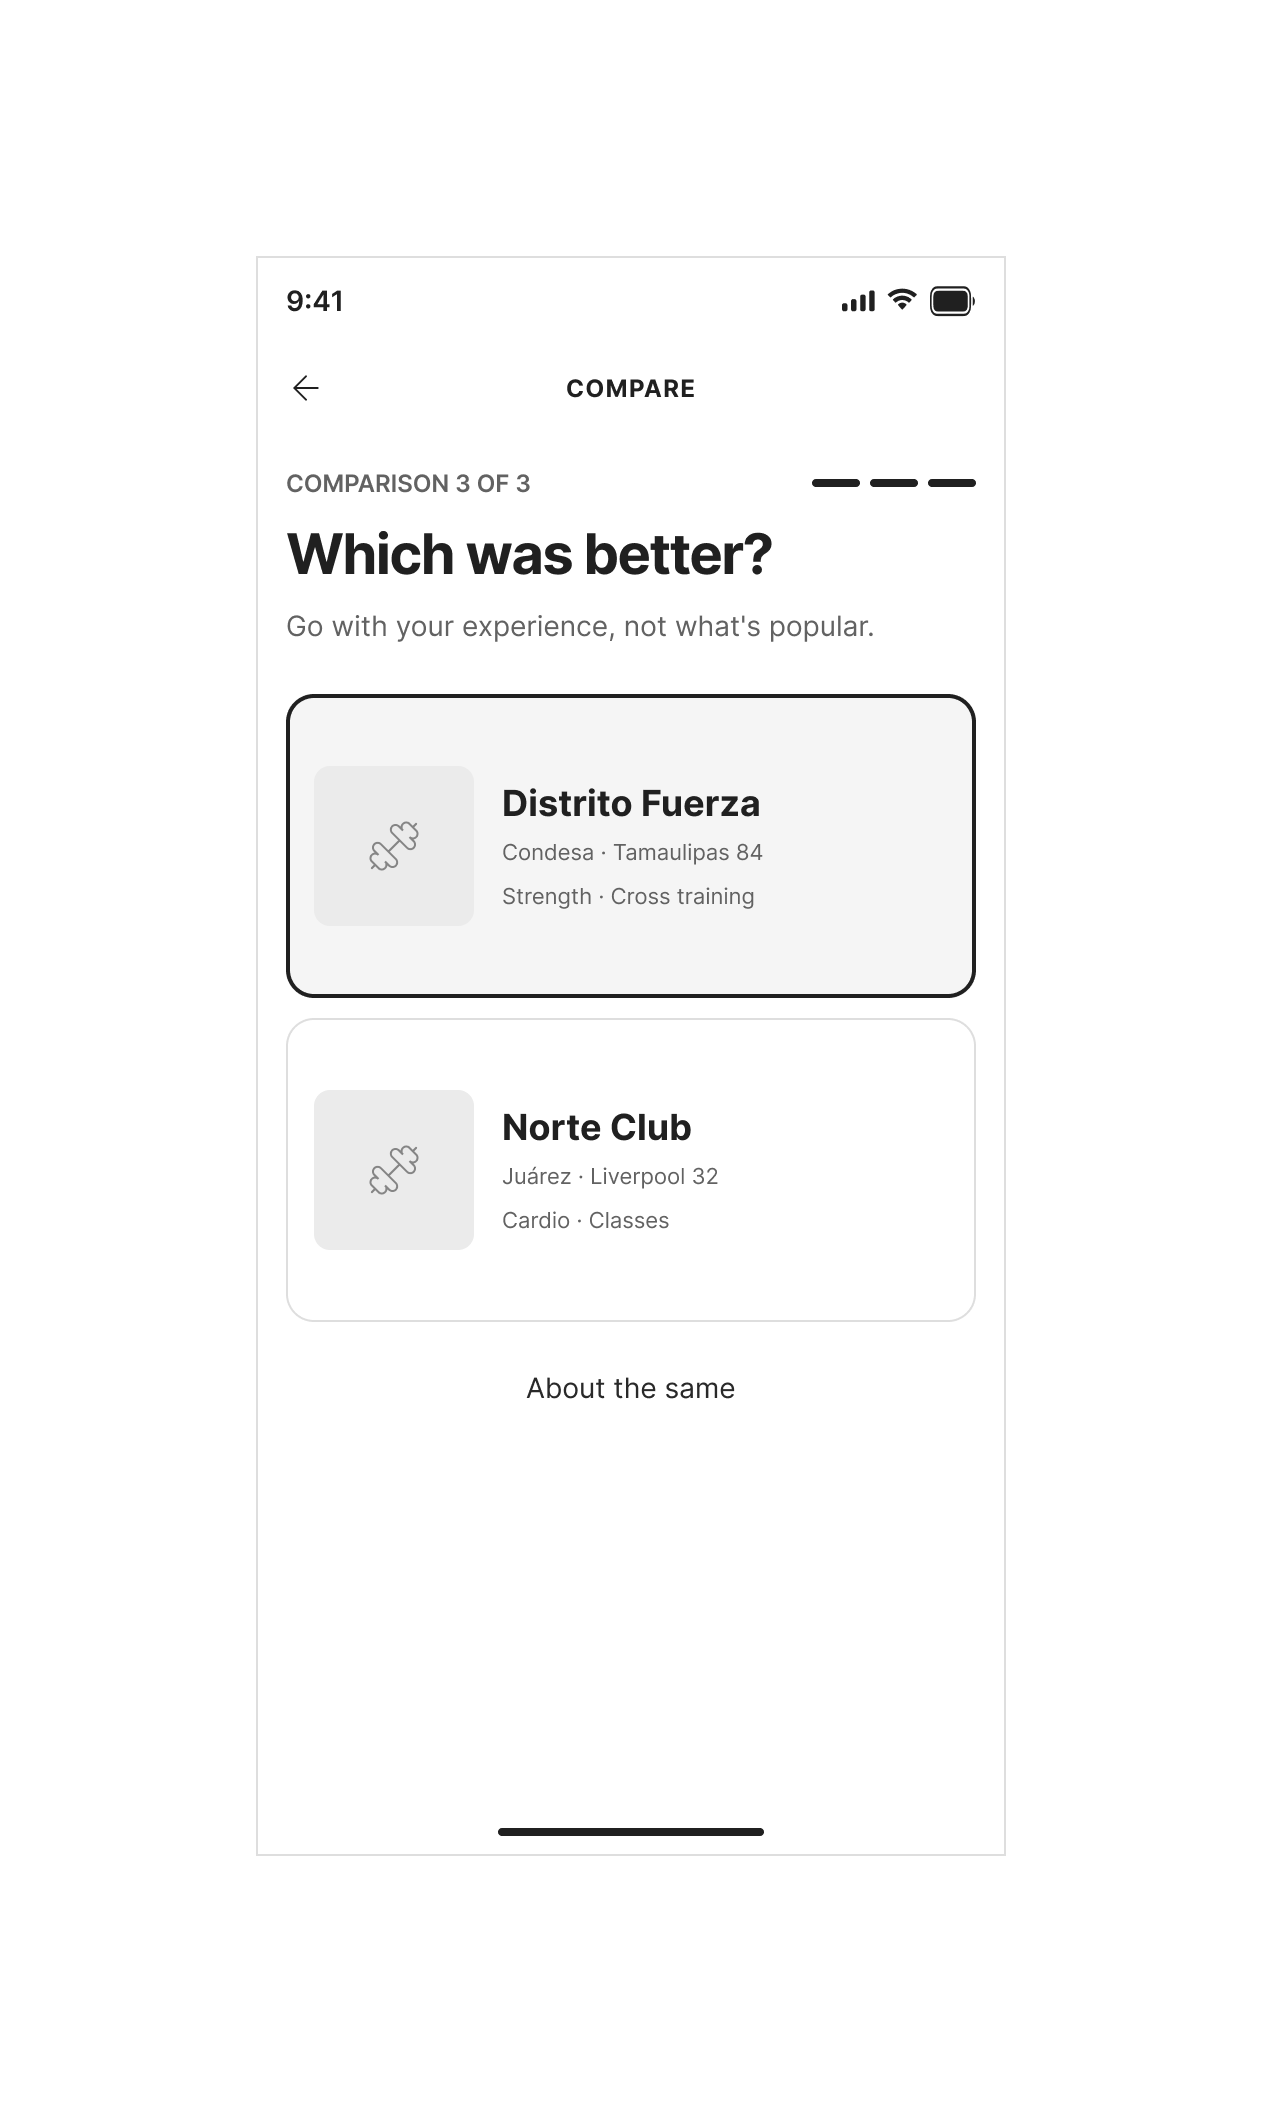 9:41
COMPARE
COMPARISON 3 OF 3
Which was better?
Go with your experience, not what's popular.
Distrito Fuerza
Condesa · Tamaulipas 84
Strength · Cross training
Norte Club
Juárez · Liverpool 32
Cardio · Classes
About the same